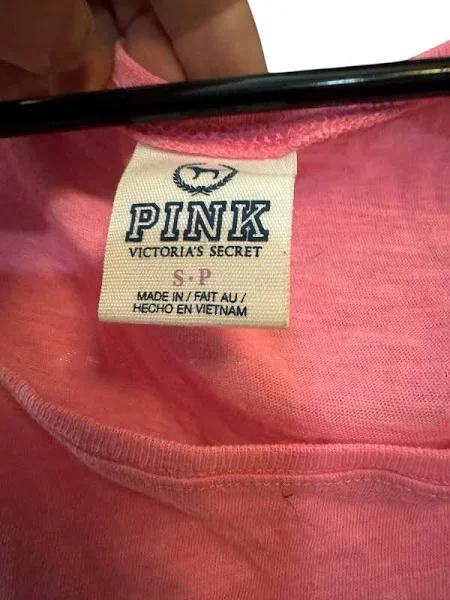 PINK
VICTORIA'S SECRET
S·P
MADE IN / FAIT AU /
HECHO EN VIETNAM